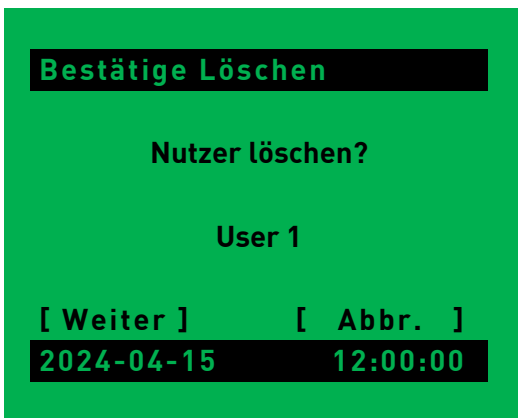 Bestätige Löschen
Nutzer löschen?
User 1
[ Weiter ] [ Abbr. ]
2024-04-15 12:00:00